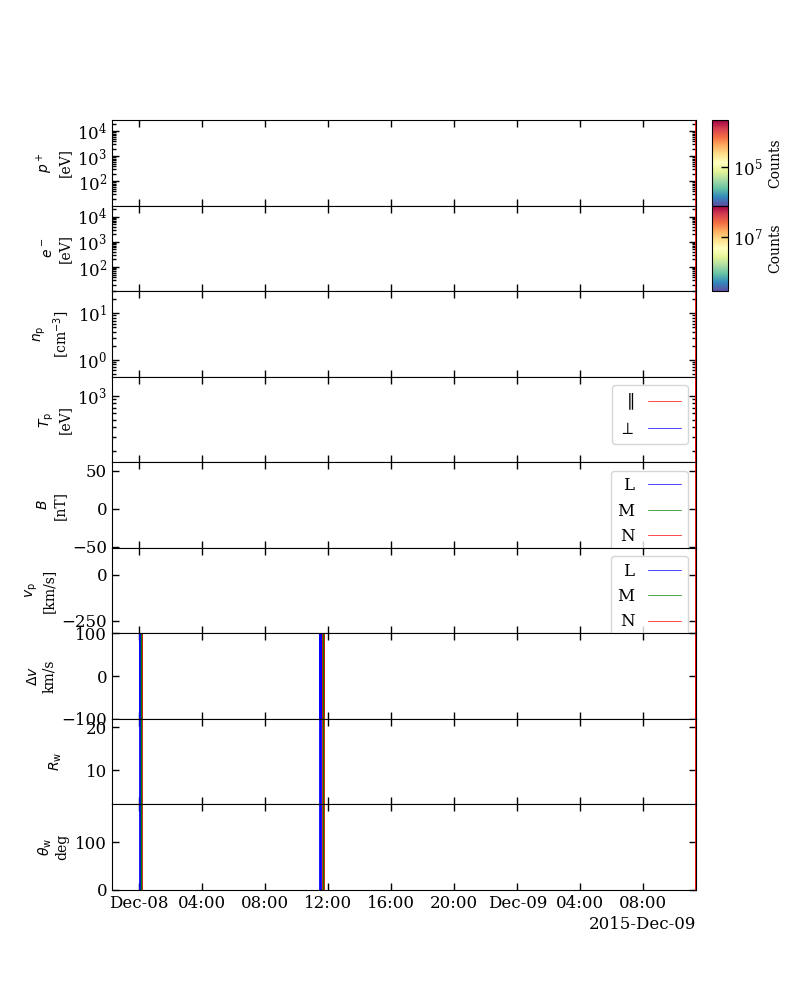 p⁺
[eV]
10⁴
10³
10²
10⁵
Counts
e⁻
[eV]
10⁴
10³
10²
10⁷
Counts
nₚ
[cm⁻³]
10¹
10⁰
Tₚ
[eV]
10³
∥
⊥
B
[nT]
50
0
−50
L
M
N
vₚ
[km/s]
0
−250
L
M
N
Δv
km/s
100
0
−100
R_w
20
10
θ_w
deg
100
0
Dec-08 04:00 08:00 12:00 16:00 20:00 Dec-09 04:00 08:00
2015-Dec-09